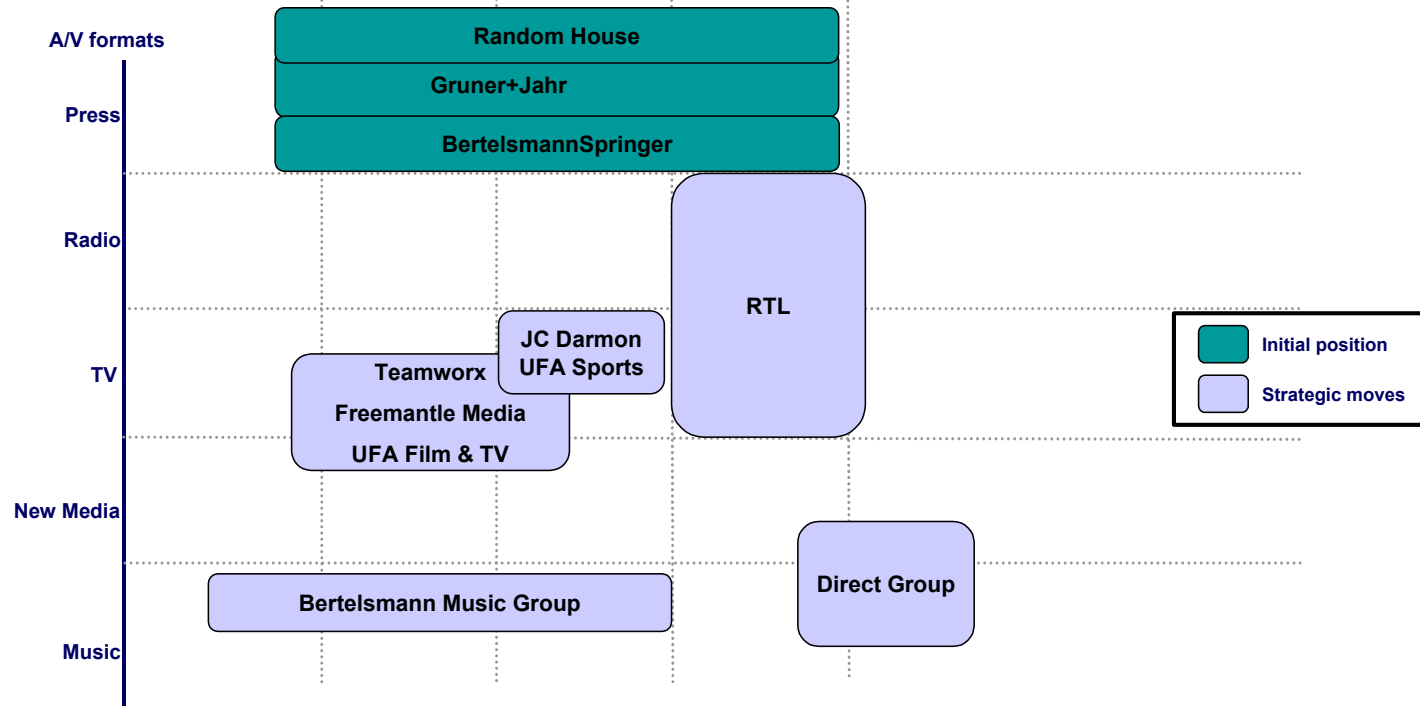 A/V formats
Random House
Gruner+Jahr
Press
BertelsmannSpringer
Radio
RTL
JC Darmon
UFA Sports
Initial position
Strategic moves
TV
Teamworx
Freemantle Media
UFA Film & TV
New Media
Direct Group
Bertelsmann Music Group
Music